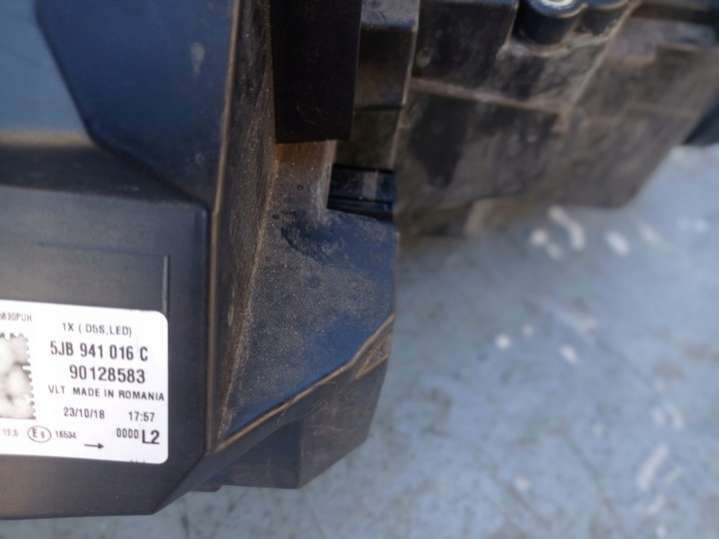 1X ( D5S,LED)
5JB 941 016 C
90128583
VLT MADE IN ROMANIA
23/10/18 17:57
0000 L2